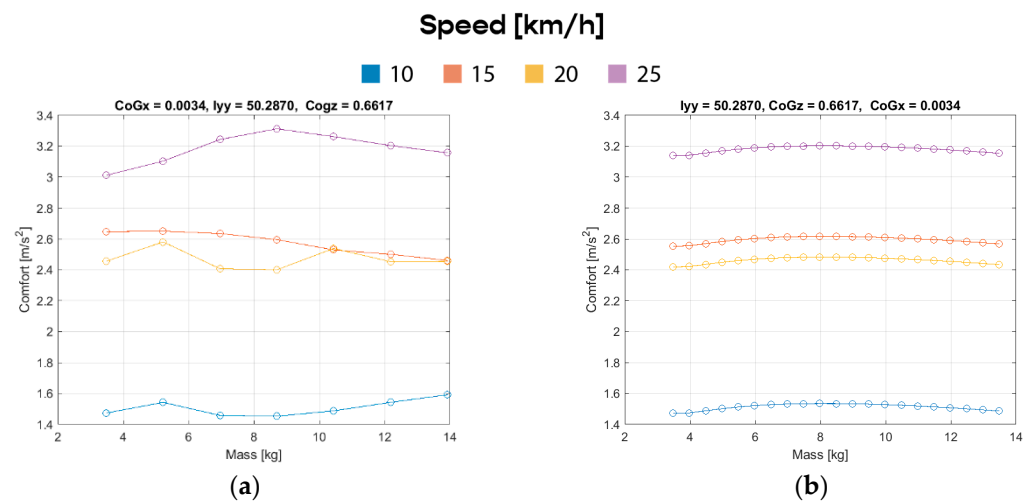 Speed [km/h]
10 15 20 25
CoGx = 0.0034, Iyy = 50.2870, Cogz = 0.6617
3.4
3.2
3
2.8
2.6
2.4
2.2
2
1.8
1.6
1.4
Comfort [m/s²]
2 4 6 8 10 12 14
Mass [kg]
(a)
Iyy = 50.2870, CoGz = 0.6617, CoGx = 0.0034
3.4
3.2
3
2.8
2.6
2.4
2.2
2
1.8
1.6
1.4
Comfort [m/s²]
2 4 6 8 10 12 14
Mass [kg]
(b)